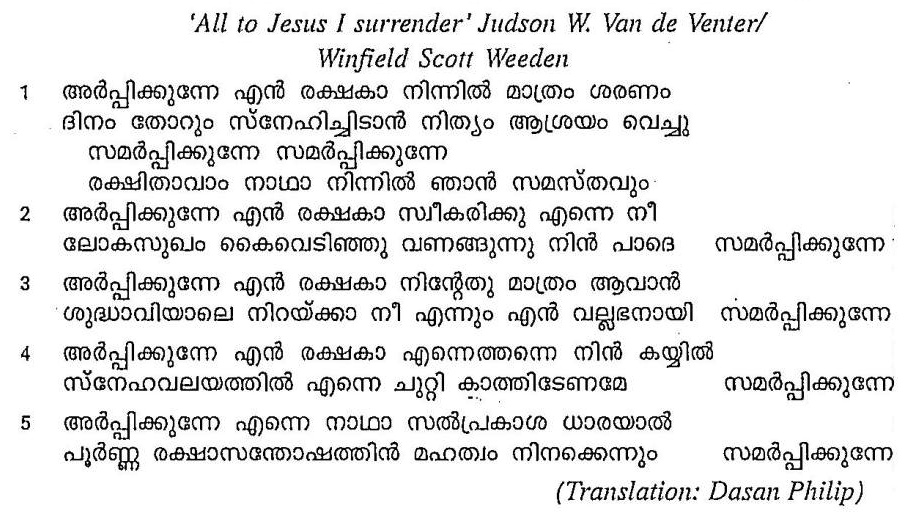 'All to Jesus I surrender' Judson W. Van de Venter/
Winfield Scott Weeden
1 അർപ്പിക്കുന്നേ എൻ രക്ഷകാ നിന്നിൽ മാത്രം ശരണം
ദിനം തോറും സ്നേഹിച്ചിടാൻ നിത്യം ആശ്രയം വെച്ചു
സമർപ്പിക്കുന്നേ സമർപ്പിക്കുന്നേ
രക്ഷിതാവാം നാഥാ നിന്നിൽ ഞാൻ സമസ്തവും
2 അർപ്പിക്കുന്നേ എൻ രക്ഷകാ സ്വീകരിക്കു എന്നെ നീ
ലോകസുഖം കൈവെടിഞ്ഞു വണങ്ങുന്നു നിൻ പാദെ സമർപ്പിക്കുന്നേ
3 അർപ്പിക്കുന്നേ എൻ രക്ഷകാ നിന്റേതു മാത്രം ആവാൻ
ശുദ്ധാവിയാലെ നിറയ്ക്കാ നീ എന്നും എൻ വല്ലഭനായി സമർപ്പിക്കുന്നേ
4 അർപ്പിക്കുന്നേ എൻ രക്ഷകാ എന്നെത്തന്നെ നിൻ കയ്യിൽ
സ്നേഹവലയത്തിൽ എന്നെ ചുറ്റി കാത്തിടേണമേ സമർപ്പിക്കുന്നേ
5 അർപ്പിക്കുന്നേ എന്നെ നാഥാ സൽപ്രകാശ ധാരയാൽ
പൂർണ്ണ രക്ഷാസന്തോഷത്തിൻ മഹത്വം നിനക്കെന്നും സമർപ്പിക്കുന്നേ
(Translation: Dasan Philip)